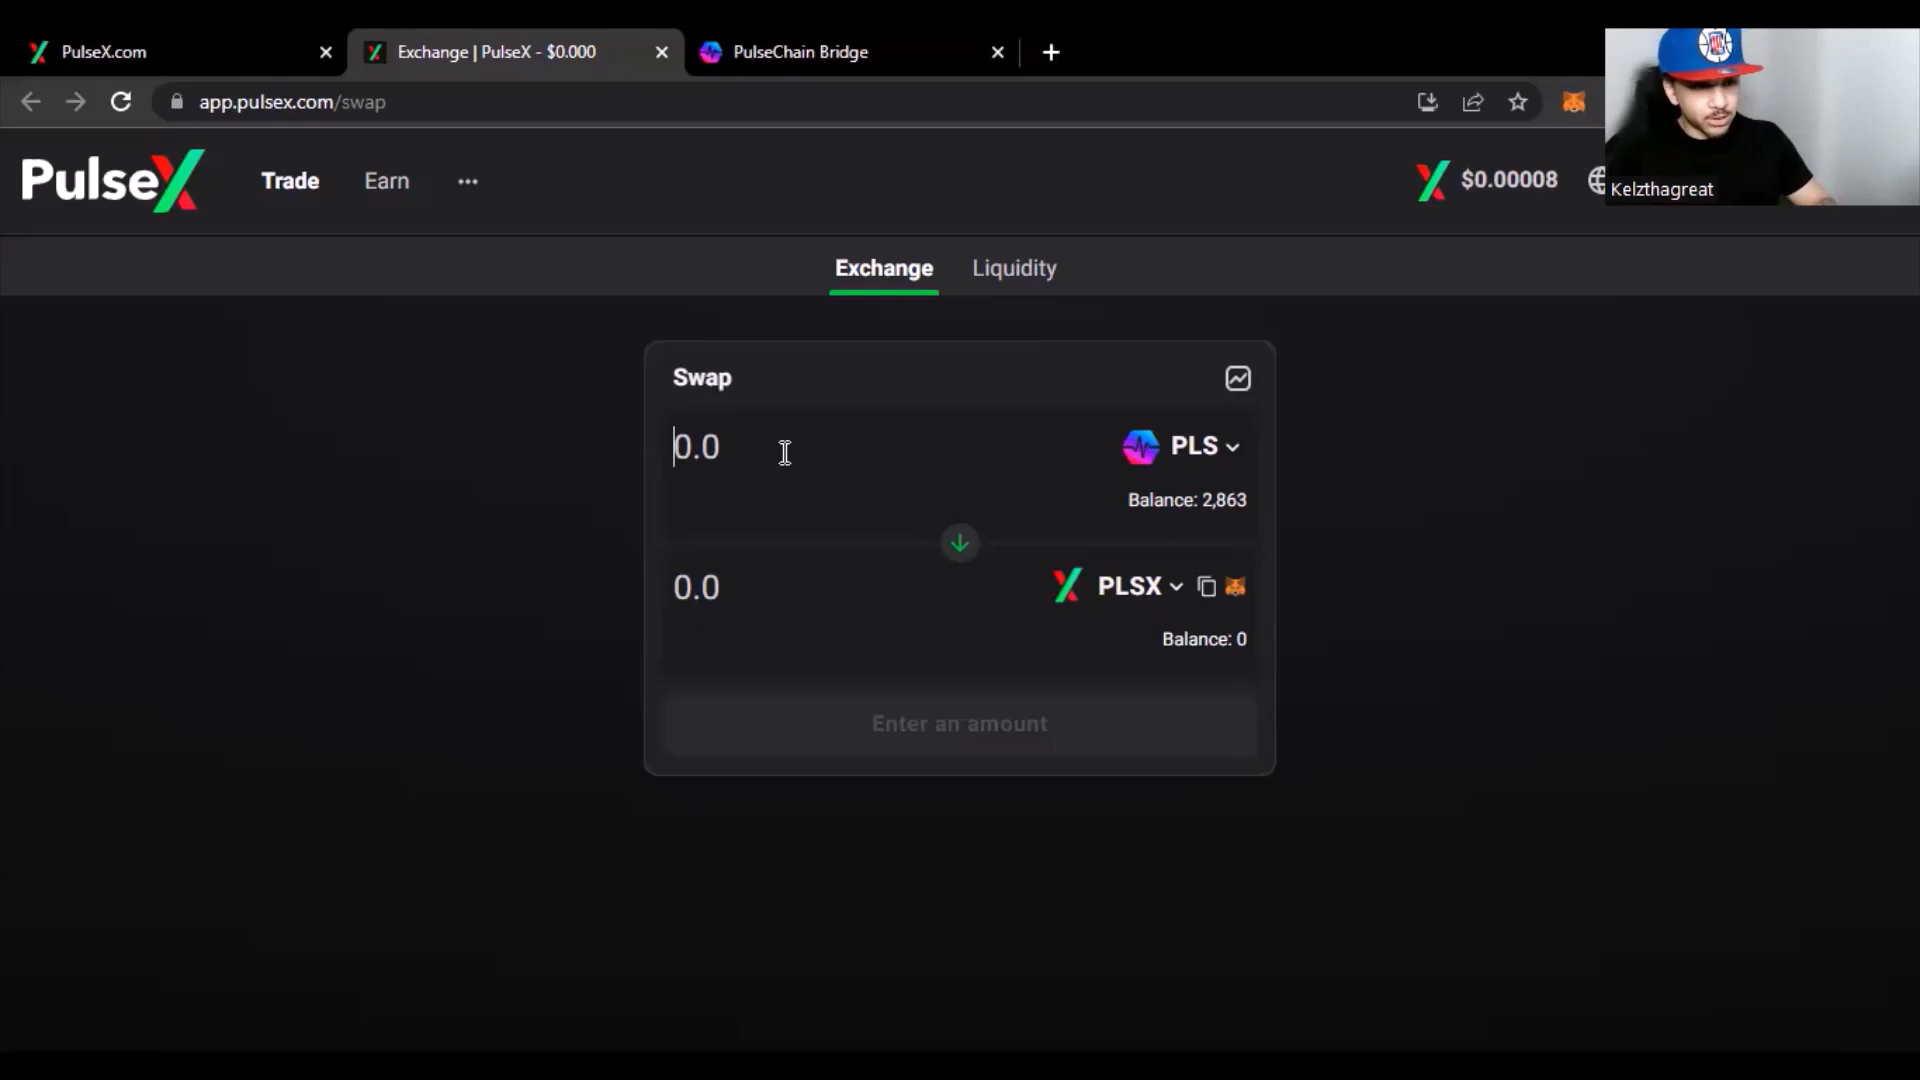 PulseX.com
Exchange | PulseX - $0.000
PulseChain Bridge
app.pulsex.com/swap
PulseX
Trade
Earn
$0.00008
Kelzthagreat
Exchange
Liquidity
Swap
0.0
PLS
Balance: 2,863
0.0
PLSX
Balance: 0
Enter an amount